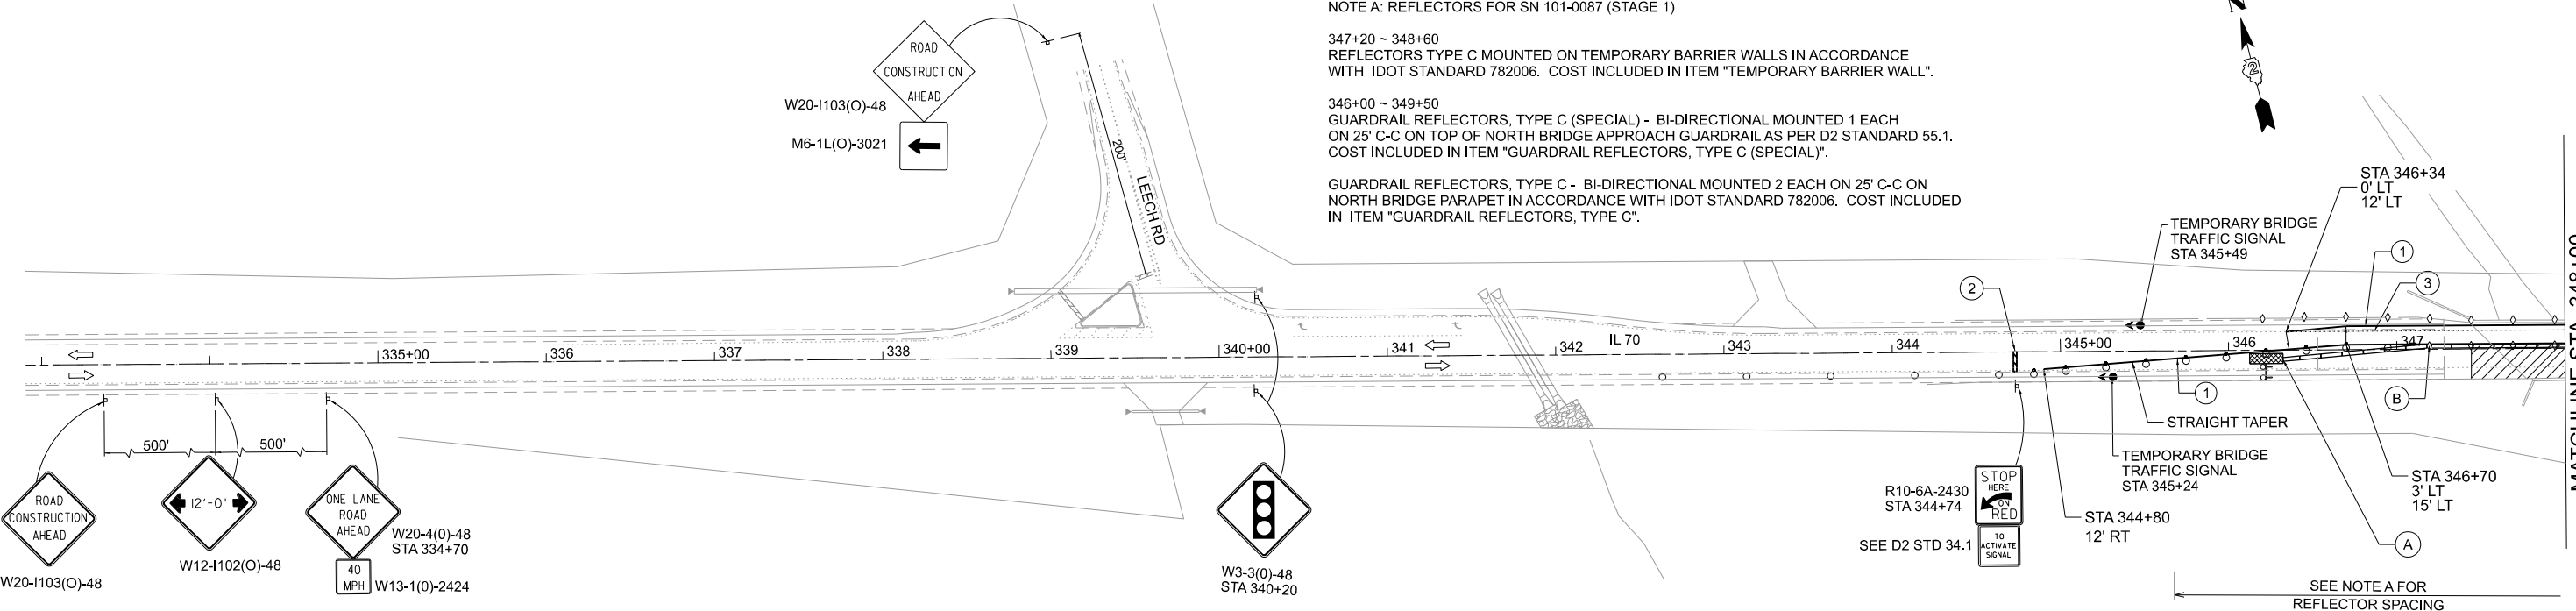 NOTE A: REFLECTORS FOR SN 101-0087 (STAGE 1)
347+20 ~ 348+60
REFLECTORS TYPE C MOUNTED ON TEMPORARY BARRIER WALLS IN ACCORDANCE
WITH IDOT STANDARD 782006. COST INCLUDED IN ITEM "TEMPORARY BARRIER WALL".
346+00 ~ 349+50
GUARDRAIL REFLECTORS, TYPE C (SPECIAL) - BI-DIRECTIONAL MOUNTED 1 EACH
ON 25' C-C ON TOP OF NORTH BRIDGE APPROACH GUARDRAIL AS PER D2 STANDARD 55.1.
COST INCLUDED IN ITEM "GUARDRAIL REFLECTORS, TYPE C (SPECIAL)".
GUARDRAIL REFLECTORS, TYPE C - BI-DIRECTIONAL MOUNTED 2 EACH ON 25' C-C ON
NORTH BRIDGE PARAPET IN ACCORDANCE WITH IDOT STANDARD 782006. COST INCLUDED
IN ITEM "GUARDRAIL REFLECTORS, TYPE C".
2
ROAD
CONSTRUCTION
AHEAD
W20-I103(O)-48
M6-1L(O)-3021
200'
LEECH RD
STA 346+34
0' LT
12' LT
TEMPORARY BRIDGE
TRAFFIC SIGNAL
STA 345+49
1
3
2
335+00
336
337
338
339
340+00
341
342
IL 70
343
344
345+00
346
347
500'
500'
ROAD
CONSTRUCTION
AHEAD
W20-I103(O)-48
12'-0"
W12-I102(O)-48
ONE LANE
ROAD
AHEAD
W20-4(0)-48
STA 334+70
40
MPH
W13-1(0)-2424
W3-3(0)-48
STA 340+20
STOP
HERE
ON
RED
R10-6A-2430
STA 344+74
TO
ACTIVATE
SIGNAL
SEE D2 STD 34.1
1
B
STRAIGHT TAPER
TEMPORARY BRIDGE
TRAFFIC SIGNAL
STA 345+24
STA 344+80
12' RT
STA 346+70
3' LT
15' LT
A
SEE NOTE A FOR
REFLECTOR SPACING
MATCHLINE STA. 348+00